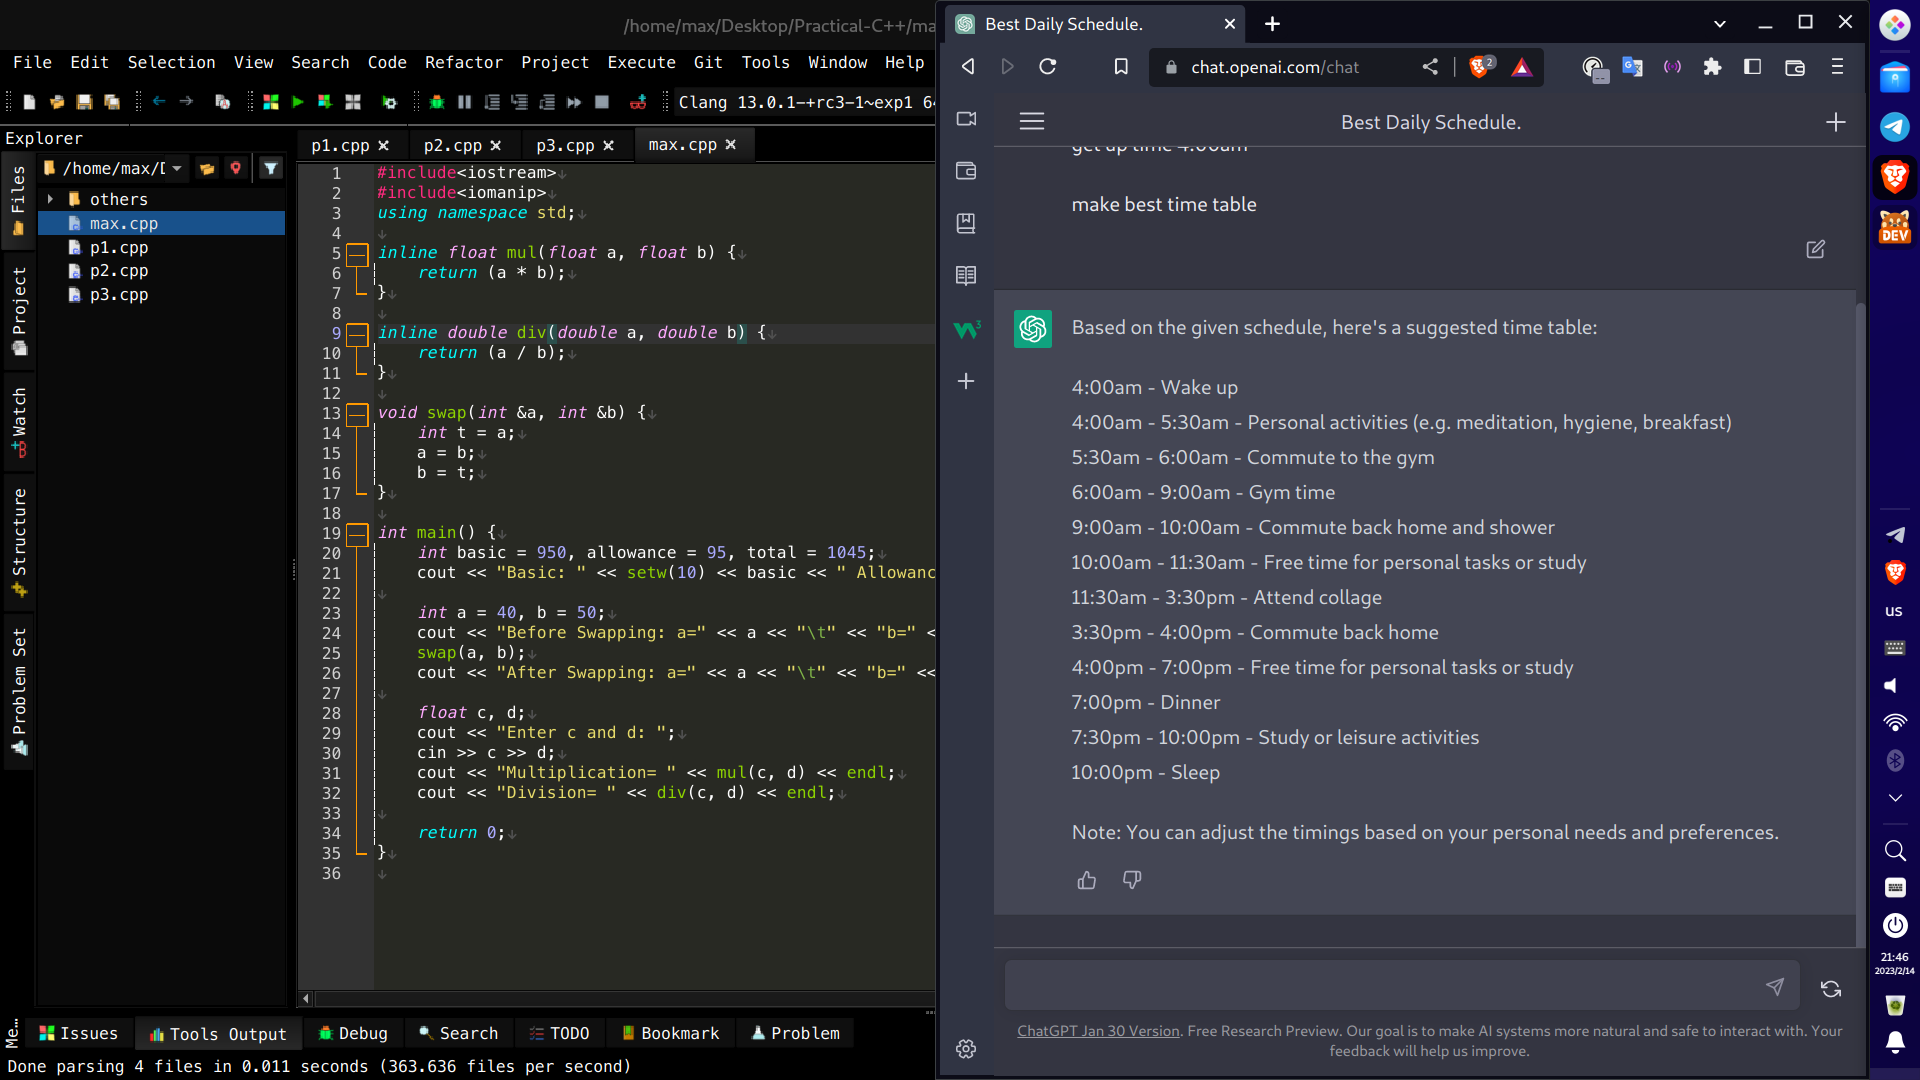 /home/max/Desktop/Practical-C++/ma
File Edit Selection View Search Code Refactor Project Execute Git Tools Window Help
Clang 13.0.1-+rc3-1~exp1 64
Explorer
/home/max/D
others
max.cpp
p1.cpp
p2.cpp
p3.cpp
Files
Project
Watch
Structure
Problem Set
p1.cpp p2.cpp p3.cpp max.cpp
1 #include<iostream>
2 #include<iomanip>
3 using namespace std;
4
5 inline float mul(float a, float b) {
6 return (a * b);
7 }
8
9 inline double div(double a, double b) {
10 return (a / b);
11 }
12
13 void swap(int &a, int &b) {
14 int t = a;
15 a = b;
16 b = t;
17 }
18
19 int main() {
20 int basic = 950, allowance = 95, total = 1045;
21 cout << "Basic: " << setw(10) << basic << " Allowanc
22
23 int a = 40, b = 50;
24 cout << "Before Swapping: a=" << a << "\t" << "b=" <
25 swap(a, b);
26 cout << "After Swapping: a=" << a << "\t" << "b=" <<
27
28 float c, d;
29 cout << "Enter c and d: ";
30 cin >> c >> d;
31 cout << "Multiplication= " << mul(c, d) << endl;
32 cout << "Division= " << div(c, d) << endl;
33
34 return 0;
35 }
36
Me…
Issues Tools Output Debug Search TODO Bookmark Problem
Done parsing 4 files in 0.011 seconds (363.636 files per second)
Best Daily Schedule.
chat.openai.com/chat
2
Best Daily Schedule.
get up time 4:00am
make best time table
Based on the given schedule, here's a suggested time table:
4:00am - Wake up
4:00am - 5:30am - Personal activities (e.g. meditation, hygiene, breakfast)
5:30am - 6:00am - Commute to the gym
6:00am - 9:00am - Gym time
9:00am - 10:00am - Commute back home and shower
10:00am - 11:30am - Free time for personal tasks or study
11:30am - 3:30pm - Attend collage
3:30pm - 4:00pm - Commute back home
4:00pm - 7:00pm - Free time for personal tasks or study
7:00pm - Dinner
7:30pm - 10:00pm - Study or leisure activities
10:00pm - Sleep
Note: You can adjust the timings based on your personal needs and preferences.
ChatGPT Jan 30 Version. Free Research Preview. Our goal is to make AI systems more natural and safe to interact with. Your
feedback will help us improve.
DEV
us
21:46
2023/2/14